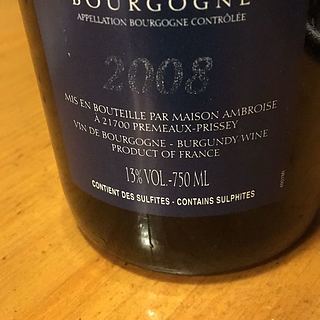 BOURGOGNE
APPELLATION BOURGOGNE CONTRÔLÉE
2008
MIS EN BOUTEILLE PAR MAISON AMBROISE
À 21700 PREMEAUX-PRISSEY
VIN DE BOURGOGNE - BURGUNDY WINE
PRODUCT OF FRANCE
13% VOL.-750 ML
CONTIENT DES SULFITES - CONTAINS SULPHITES